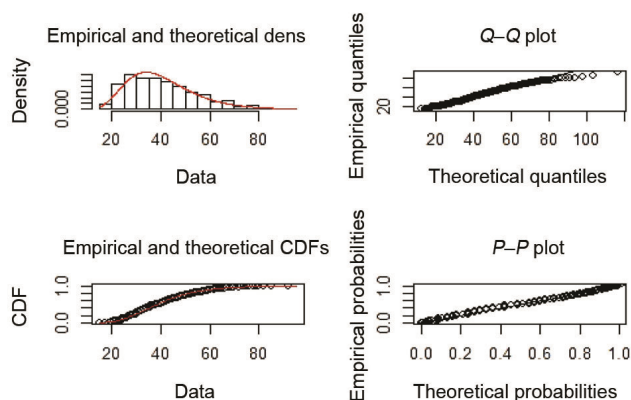 Empirical and theoretical dens
Density
0.000
20 40 60 80
Data
Q–Q plot
Empirical quantiles
20
20 40 60 80 100
Theoretical quantiles
Empirical and theoretical CDFs
CDF
0.0 1.0
20 40 60 80
Data
P–P plot
Empirical probabilities
0.0 1.0
0.0 0.2 0.4 0.6 0.8 1.0
Theoretical probabilities